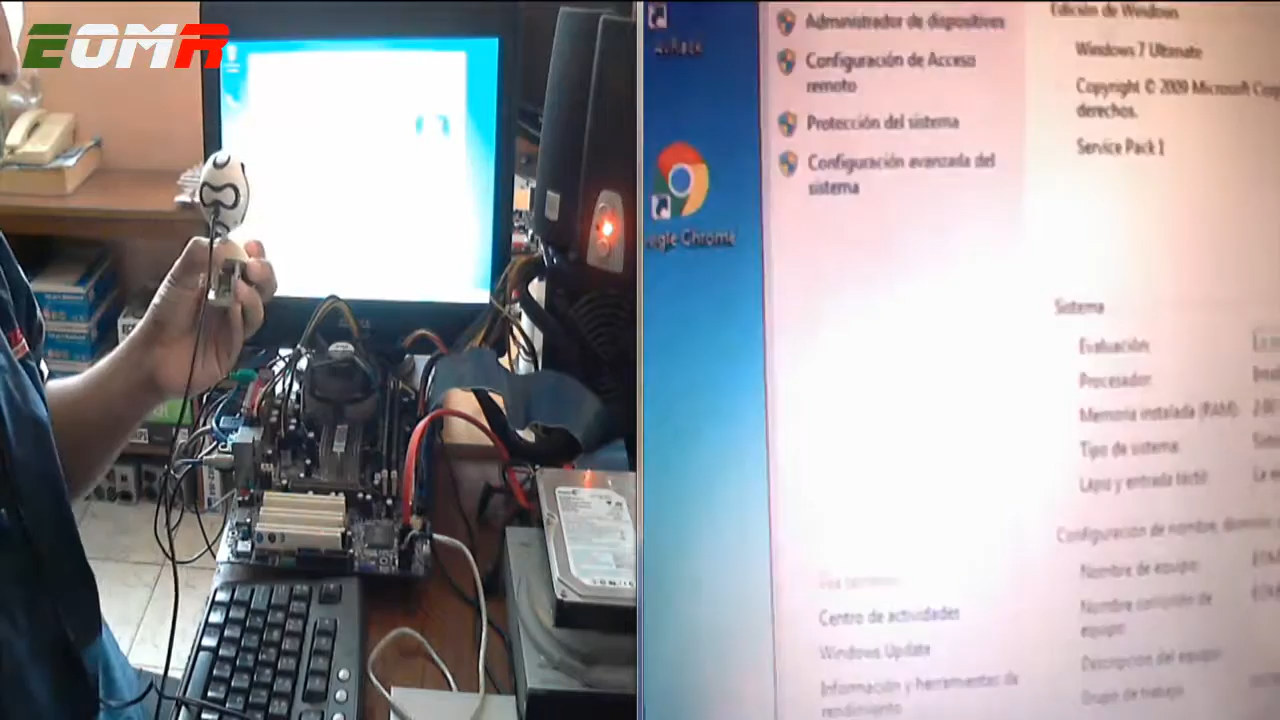 EOMR
Administrador de dispositivos
Configuración de Acceso
remoto
Protección del sistema
Configuración avanzada del
sistema
Google Chrome
Edición de Windows
Windows 7 Ultimate
Copyright © 2009 Microsoft Corp
derechos.
Service Pack 1
Sistema
Evaluación:
Procesador:
Memoria instalada (RAM):
Tipo de sistema:
Lápiz y entrada táctil:
Configuración de nombre, dominio y
Nombre de equipo:
Nombre completo de
equipo:
Descripción del equipo:
Grupo de trabajo:
Vea también
Centro de actividades
Windows Update
Información y herramientas de
rendimiento